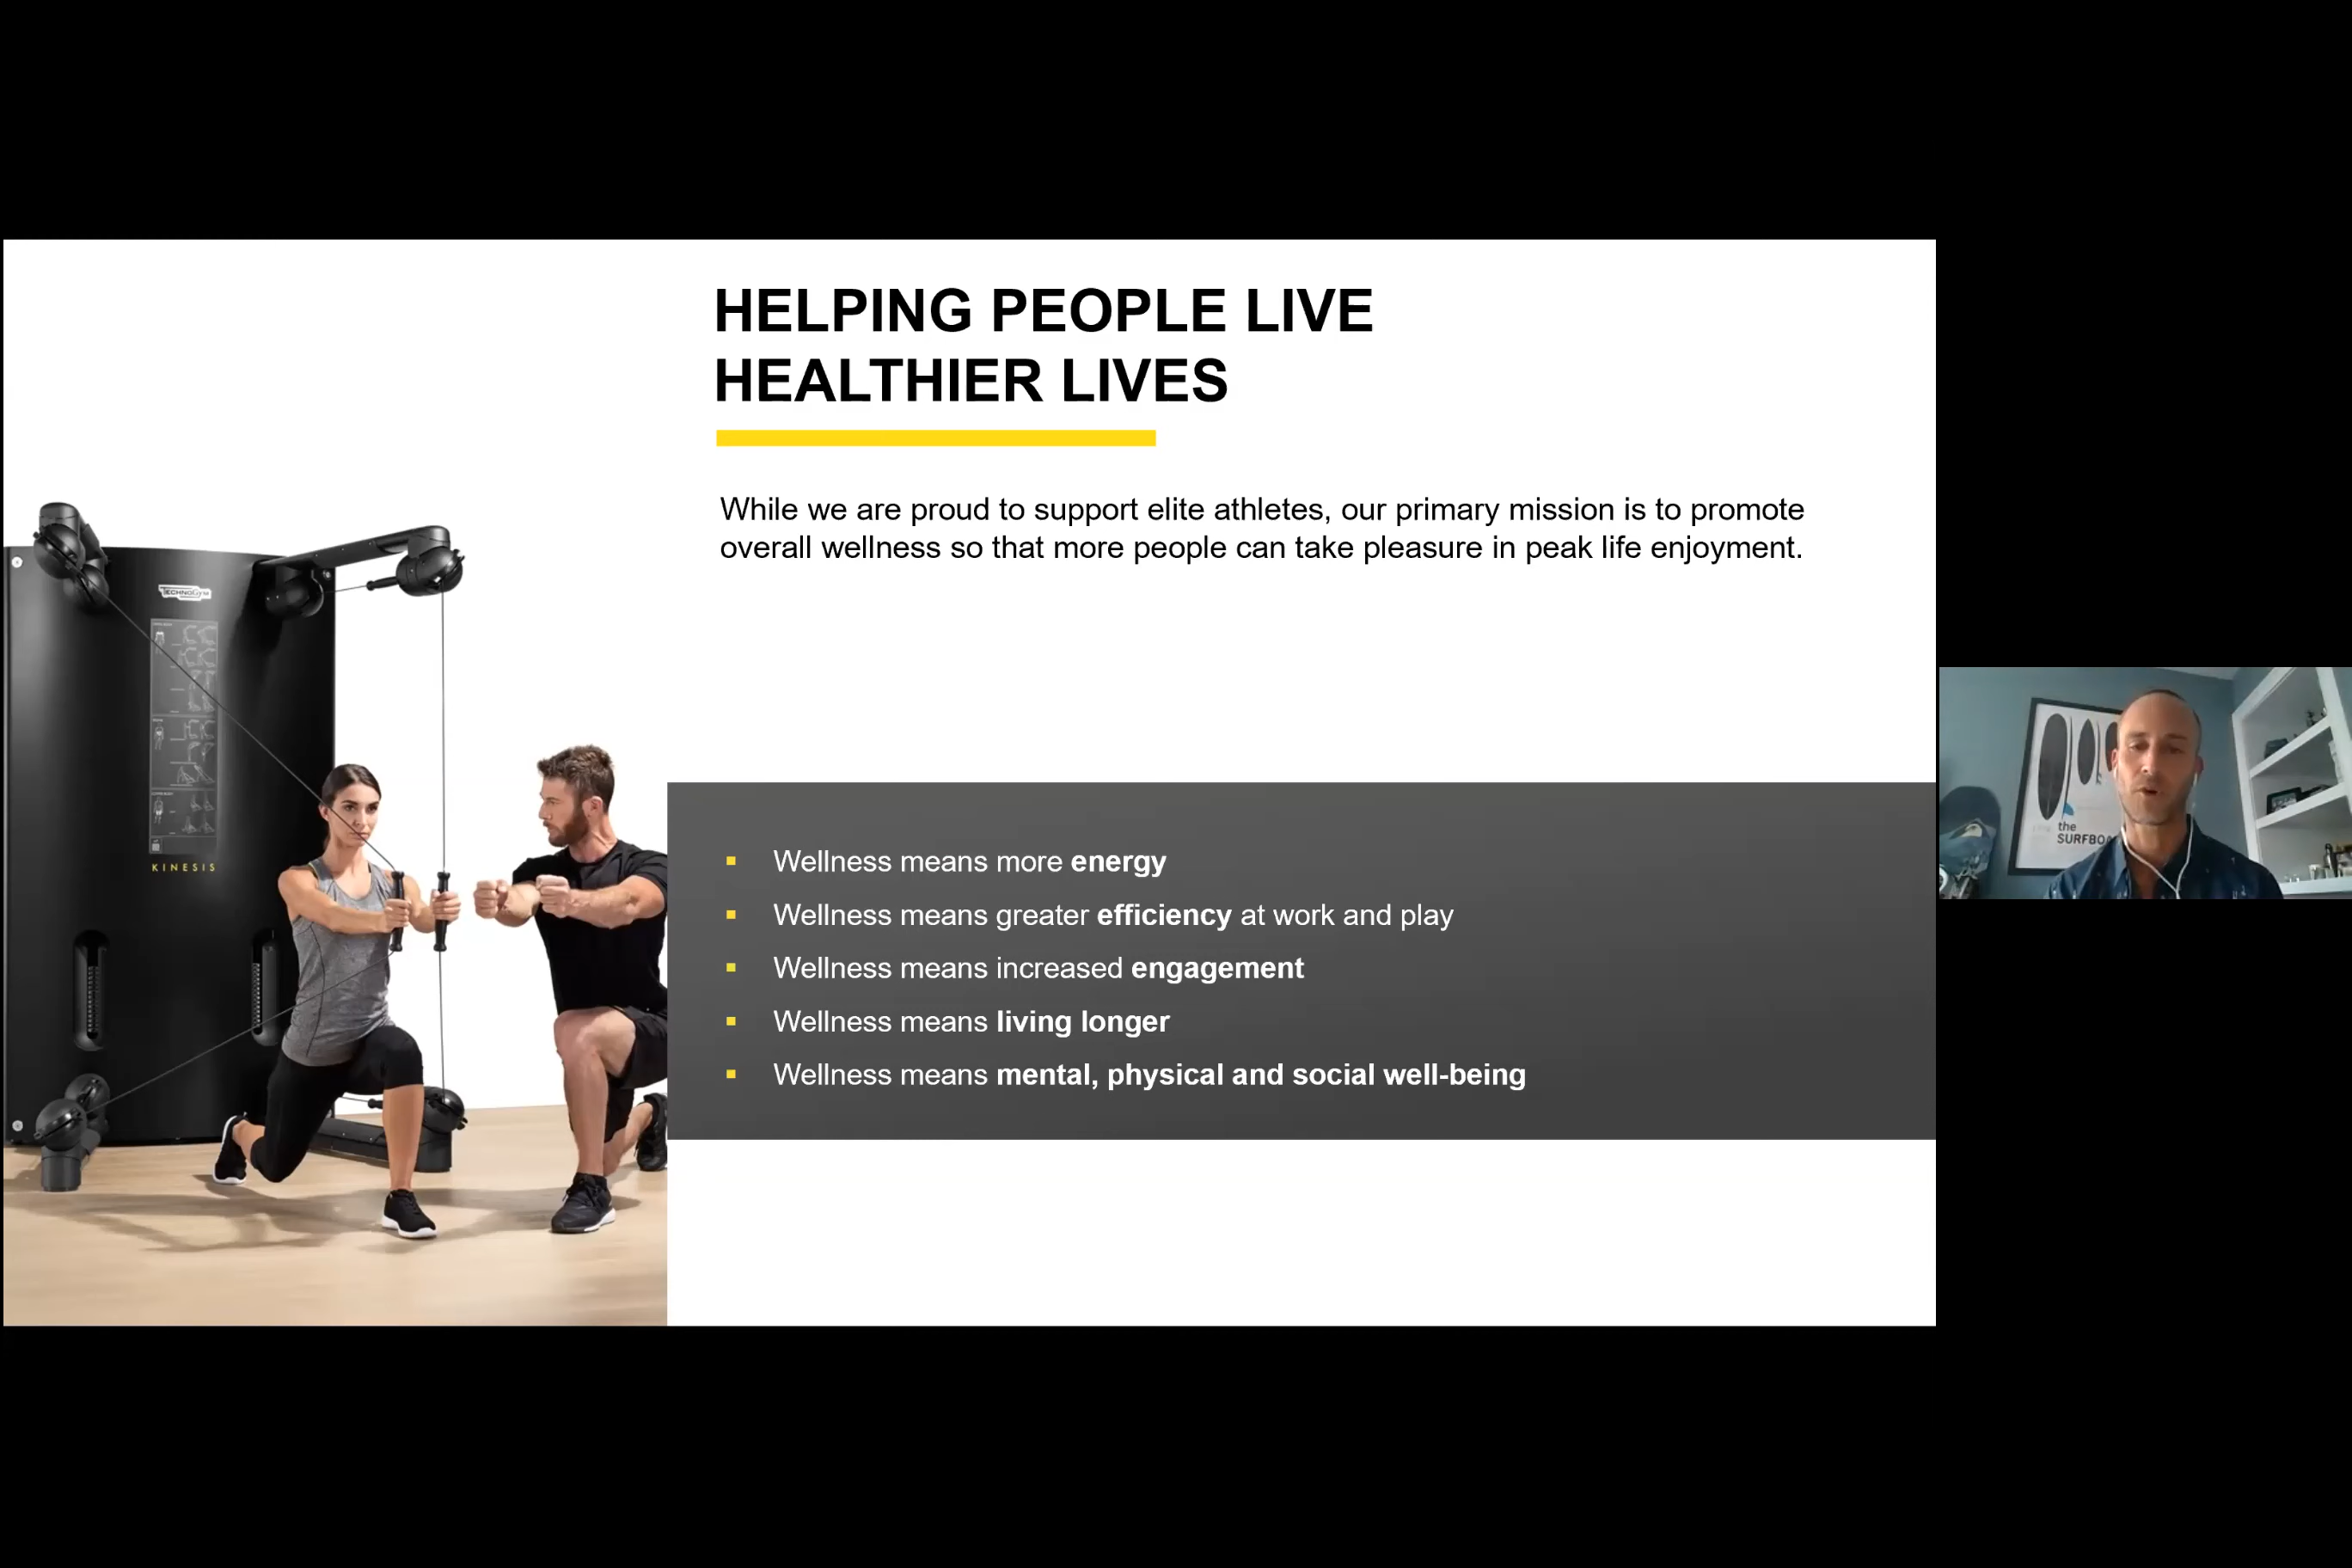 HELPING PEOPLE LIVE
HEALTHIER LIVES
While we are proud to support elite athletes, our primary mission is to promote
overall wellness so that more people can take pleasure in peak life enjoyment.
TECHNOGYM
KINESIS
▪ Wellness means more energy
▪ Wellness means greater efficiency at work and play
▪ Wellness means increased engagement
▪ Wellness means living longer
▪ Wellness means mental, physical and social well-being
the
SURFBOA